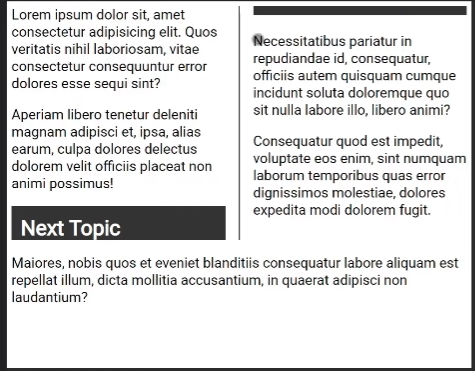 Lorem ipsum dolor sit, amet
consectetur adipisicing elit. Quos
veritatis nihil laboriosam, vitae
consectetur consequuntur error
dolores esse sequi sint?
Aperiam libero tenetur deleniti
magnam adipisci et, ipsa, alias
earum, culpa dolores delectus
dolorem velit officiis placeat non
animi possimus!
Next Topic
Necessitatibus pariatur in
repudiandae id, consequatur,
officiis autem quisquam cumque
incidunt soluta doloremque quo
sit nulla labore illo, libero animi?
Consequatur quod est impedit,
voluptate eos enim, sint numquam
laborum temporibus quas error
dignissimos molestiae, dolores
expedita modi dolorem fugit.
Maiores, nobis quos et eveniet blanditiis consequatur labore aliquam est
repellat illum, dicta mollitia accusantium, in quaerat adipisci non
laudantium?